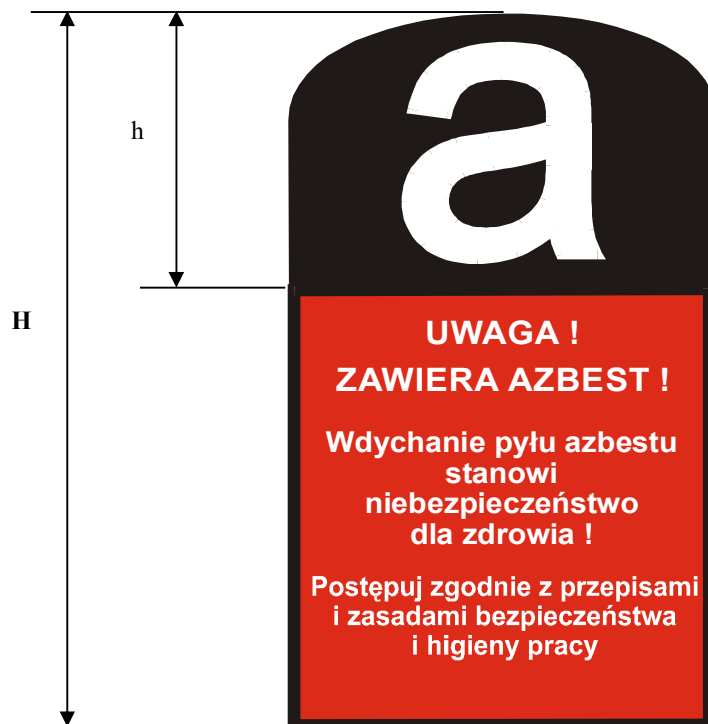 a
h
H
UWAGA !
ZAWIERA AZBEST !
Wdychanie pyłu azbestu
stanowi
niebezpieczeństwo
dla zdrowia !
Postępuj zgodnie z przepisami
i zasadami bezpieczeństwa
i higieny pracy